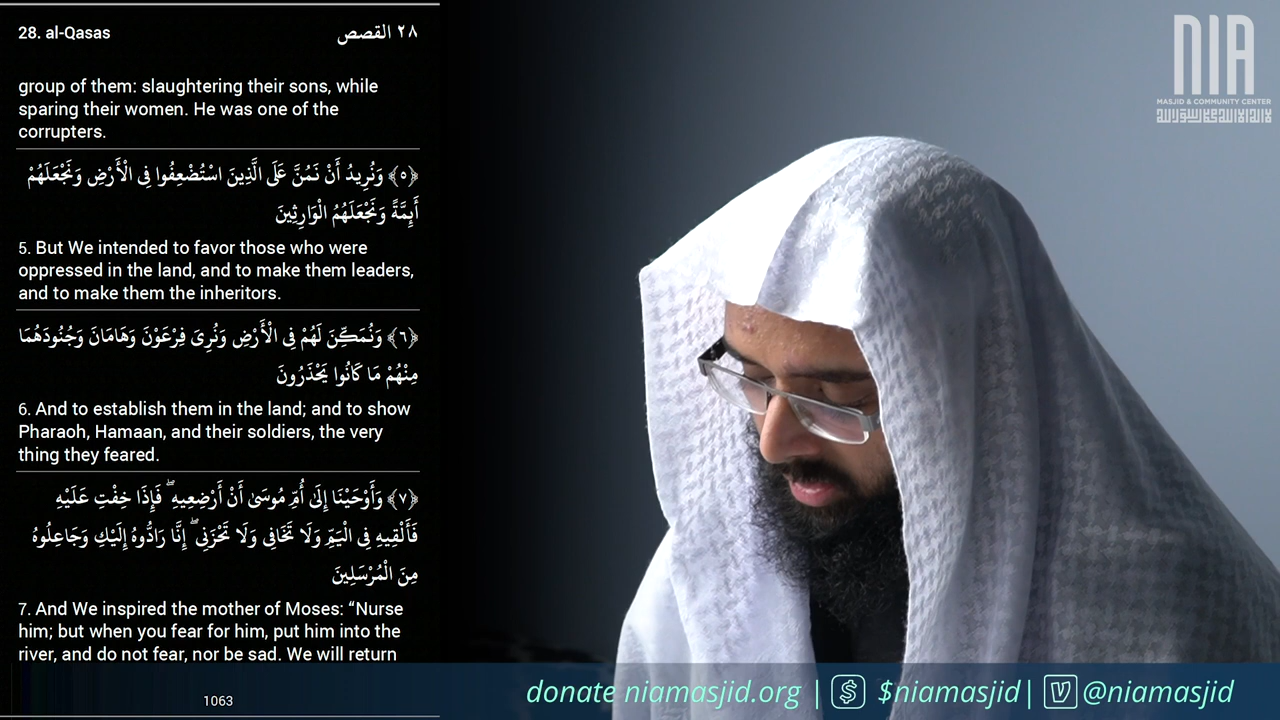 28. al-Qasas
٢٨ القصص
group of them: slaughtering their sons, while
sparing their women. He was one of the
corrupters.
﴿٥﴾ وَنُرِيدُ أَنْ نَمُنَّ عَلَى الَّذِينَ اسْتُضْعِفُوا فِى الْأَرْضِ وَنَجْعَلَهُمْ
أَئِمَّةً وَنَجْعَلَهُمُ الْوَارِثِينَ
5. But We intended to favor those who were
oppressed in the land, and to make them leaders,
and to make them the inheritors.
﴿٦﴾ وَنُمَكِّنَ لَهُمْ فِى الْأَرْضِ وَنُرِىَ فِرْعَوْنَ وَهَامَانَ وَجُنُودَهُمَا
مِنْهُمْ مَا كَانُوا يَحْذَرُونَ
6. And to establish them in the land; and to show
Pharaoh, Hamaan, and their soldiers, the very
thing they feared.
﴿٧﴾ وَأَوْحَيْنَا إِلَىٰ أُمِّ مُوسَىٰ أَنْ أَرْضِعِيهِ ۖ فَإِذَا خِفْتِ عَلَيْهِ
فَأَلْقِيهِ فِى الْيَمِّ وَلَا تَخَافِى وَلَا تَحْزَنِى ۖ إِنَّا رَادُّوهُ إِلَيْكِ وَجَاعِلُوهُ
مِنَ الْمُرْسَلِينَ
7. And We inspired the mother of Moses: “Nurse
him; but when you fear for him, put him into the
river, and do not fear, nor be sad. We will return
1063
NIA
MASJID & COMMUNITY CENTER
donate niamasjid.org | $ $niamasjid | V @niamasjid